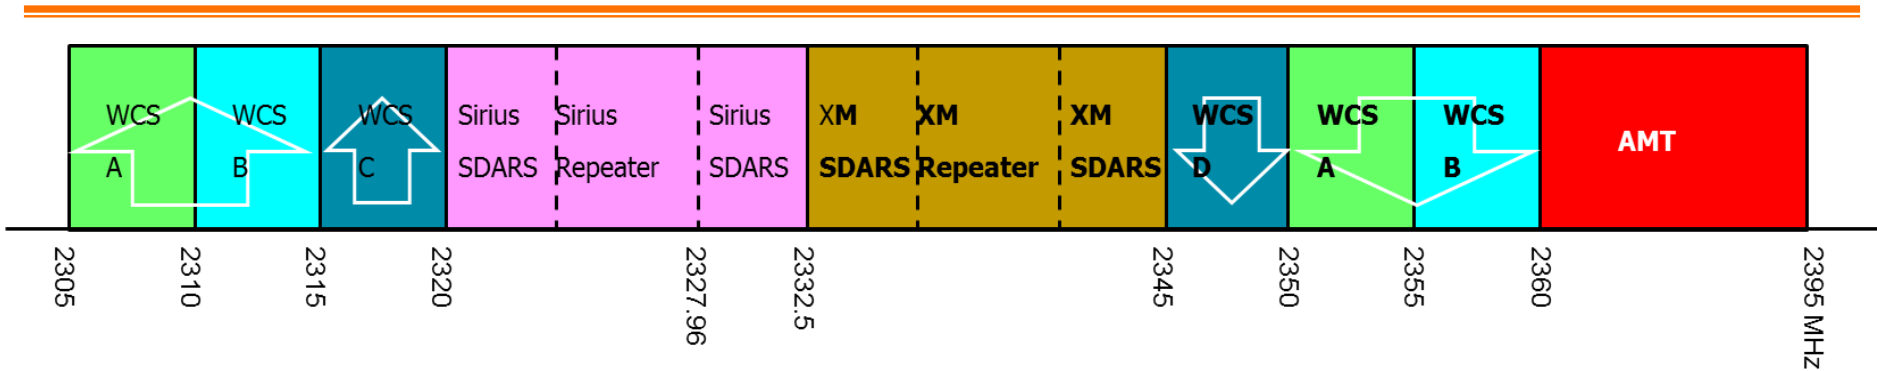 WCS
A
WCS
B
WCS
C
Sirius
SDARS
Sirius
Repeater
Sirius
SDARS
XM
SDARS
XM
Repeater
XM
SDARS
WCS
D
WCS
A
WCS
B
AMT
2305
2310
2315
2320
2327.96
2332.5
2345
2350
2355
2360
2395 MHz